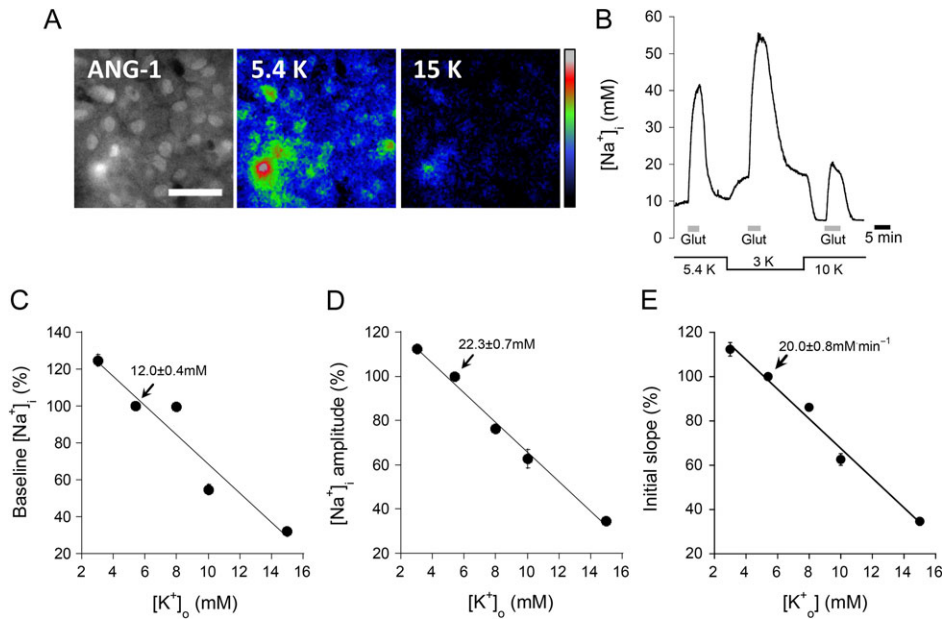 A
ANG-1
5.4 K
15 K
B
[Na⁺]ᵢ (mM)
60
50
40
30
20
10
0
Glut
Glut
Glut
5 min
5.4 K
3 K
10 K
C
Baseline [Na⁺]ᵢ (%)
140
120
100
80
60
40
20
12.0±0.4mM
2 4 6 8 10 12 14 16
[K⁺]ₒ (mM)
D
[Na⁺]ᵢ amplitude (%)
120
100
80
60
40
20
22.3±0.7mM
2 4 6 8 10 12 14 16
[K⁺]ₒ (mM)
E
Initial slope (%)
120
100
80
60
40
20
20.0±0.8mM min⁻¹
2 4 6 8 10 12 14 16
[K⁺ₒ] (mM)